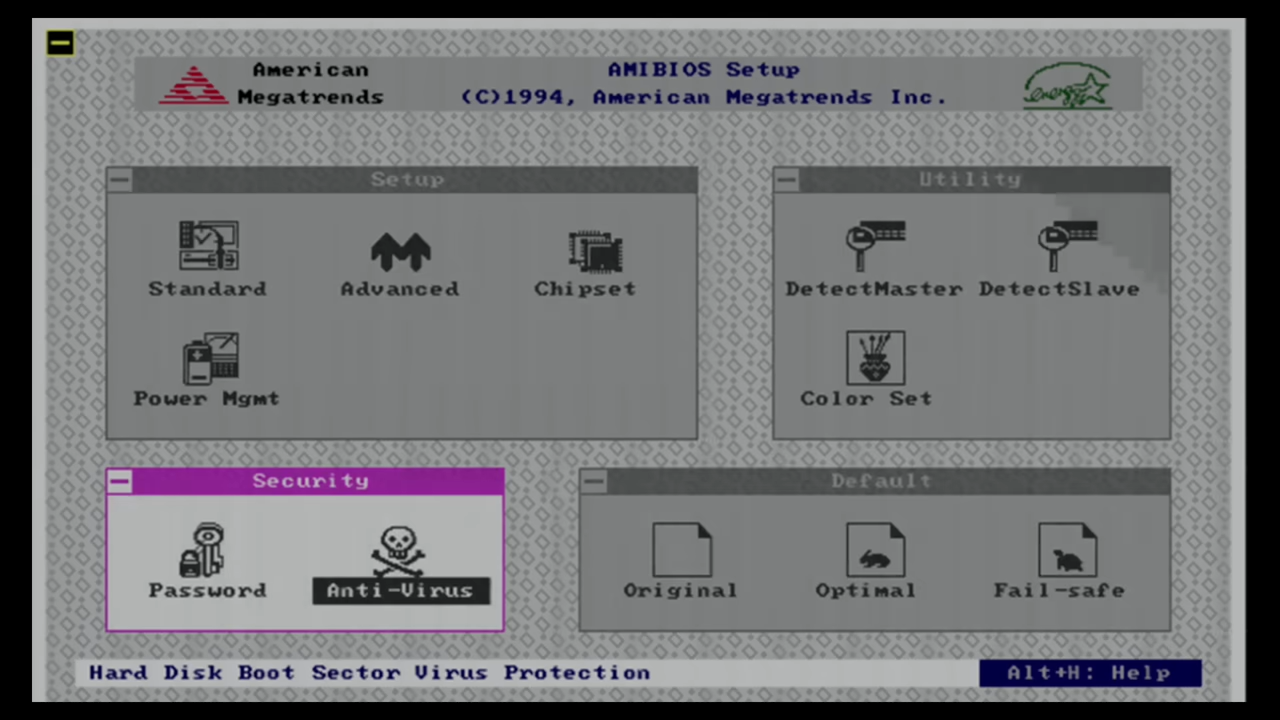 American
Megatrends
AMIBIOS Setup
(C)1994, American Megatrends Inc.
energy
Setup
Standard
Advanced
Chipset
Power Mgmt
Utility
DetectMaster
DetectSlave
Color Set
Security
Password
Anti-Virus
Default
Original
Optimal
Fail-safe
Hard Disk Boot Sector Virus Protection
Alt+H: Help